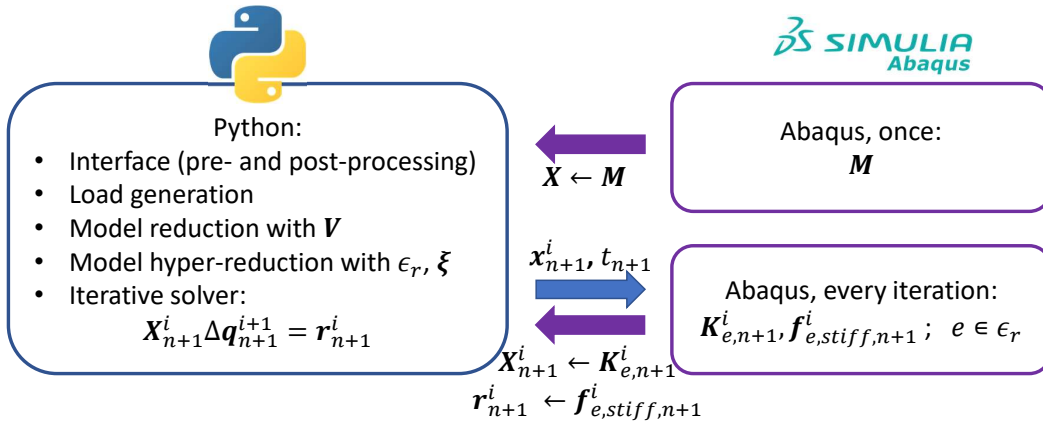 SIMULIA
Abaqus
Python:
• Interface (pre- and post-processing)
• Load generation
• Model reduction with V
• Model hyper-reduction with ϵ_r, ξ
• Iterative solver:
X^i_{n+1} Δq^{i+1}_{n+1} = r^i_{n+1}
X ← M
Abaqus, once:
M
x^i_{n+1}, t_{n+1}
X^i_{n+1} ← K^i_{e,n+1}
r^i_{n+1} ← f^i_{e,stiff,n+1}
Abaqus, every iteration:
K^i_{e,n+1}, f^i_{e,stiff,n+1} ; e ∈ ϵ_r